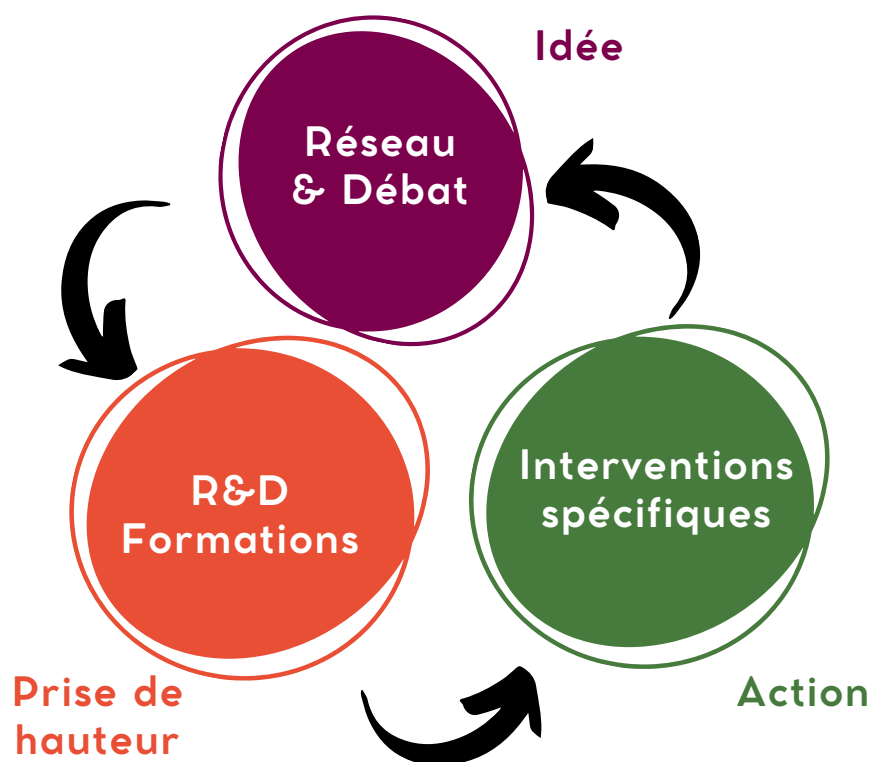 Idée
Réseau
& Débat
R&D
Formations
Interventions
spécifiques
Prise de
hauteur
Action